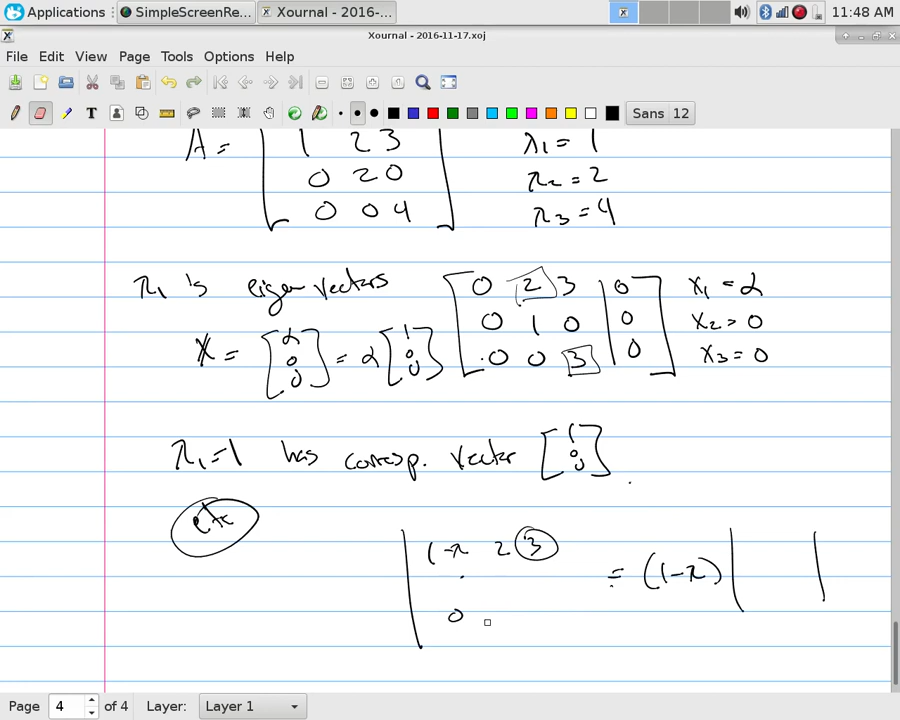 Applications SimpleScreenRe... Xournal - 2016-... 11:48 AM
Xournal - 2016-11-17.xoj
File Edit View Page Tools Options Help
Sans 12
A = [ 1 2 3 λ1 = 1
0 2 0 λ2 = 2
0 0 4 ] λ3 = 4
λ1's eigenvectors [ 0 2 3 | 0 x1 = α
0 1 0 | 0 x2 = 0
X = [ α 0 0 ] = α [ 1 0 0 ] 0 0 3 | 0 ] x3 = 0
λ1=1 has corresp. vector [ 1 0 0 ].
etc
| 1-λ 2 3 = (1-λ) | |
0
Page 4 of 4 Layer: Layer 1